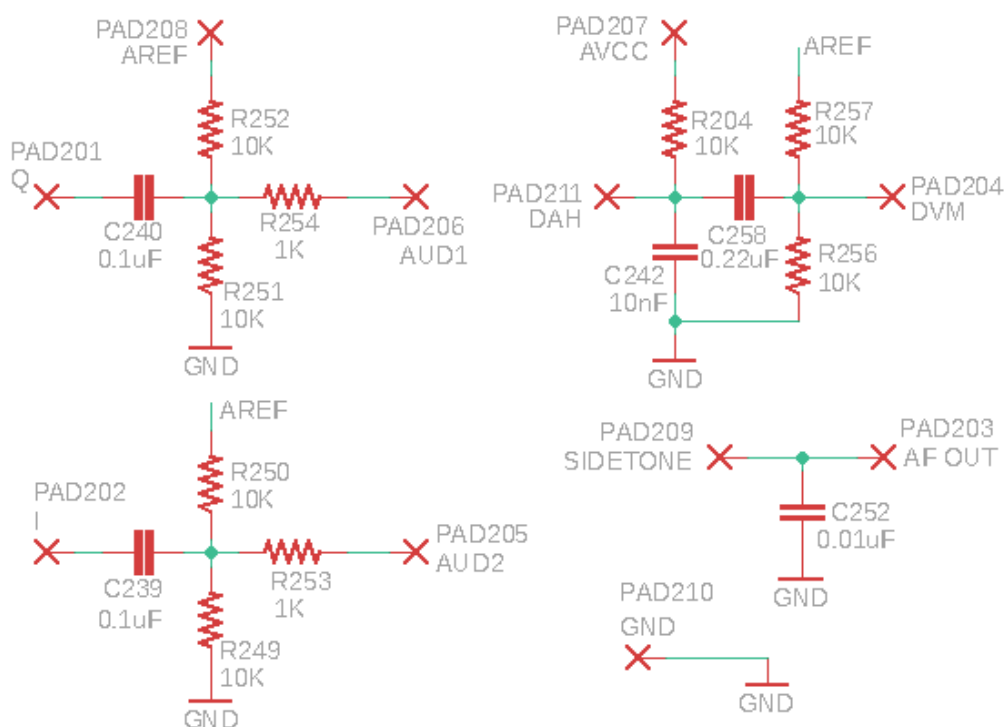 PAD208
AREF
R252
10K
PAD201
Q
C240
0.1uF
R254
1K
PAD206
AUD1
R251
10K
GND
PAD207
AVCC
AREF
R204
10K
R257
10K
PAD211
DAH
PAD204
DVM
C258
0.22uF
C242
10nF
R256
10K
GND
AREF
R250
10K
PAD202
I
C239
0.1uF
R253
1K
PAD205
AUD2
R249
10K
GND
PAD209
SIDETONE
PAD203
AF OUT
C252
0.01uF
GND
PAD210
GND
GND